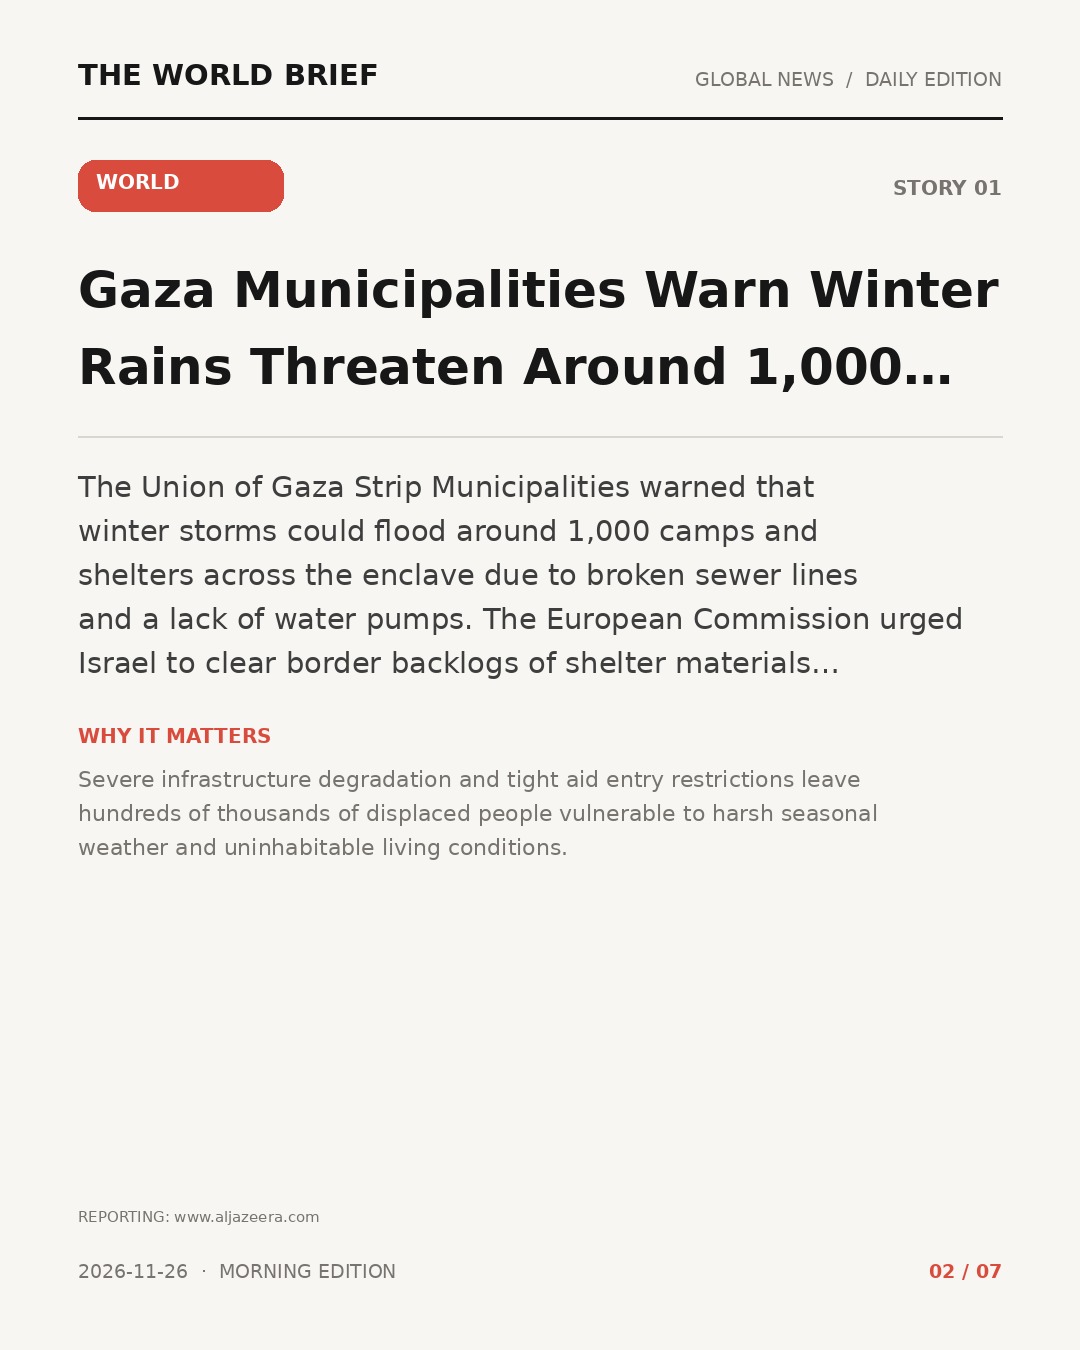 THE WORLD BRIEF
GLOBAL NEWS / DAILY EDITION
WORLD
STORY 01
Gaza Municipalities Warn Winter
Rains Threaten Around 1,000...
The Union of Gaza Strip Municipalities warned that
winter storms could flood around 1,000 camps and
shelters across the enclave due to broken sewer lines
and a lack of water pumps. The European Commission urged
Israel to clear border backlogs of shelter materials...
WHY IT MATTERS
Severe infrastructure degradation and tight aid entry restrictions leave
hundreds of thousands of displaced people vulnerable to harsh seasonal
weather and uninhabitable living conditions.
REPORTING: www.aljazeera.com
2026-11-26 · MORNING EDITION
02 / 07